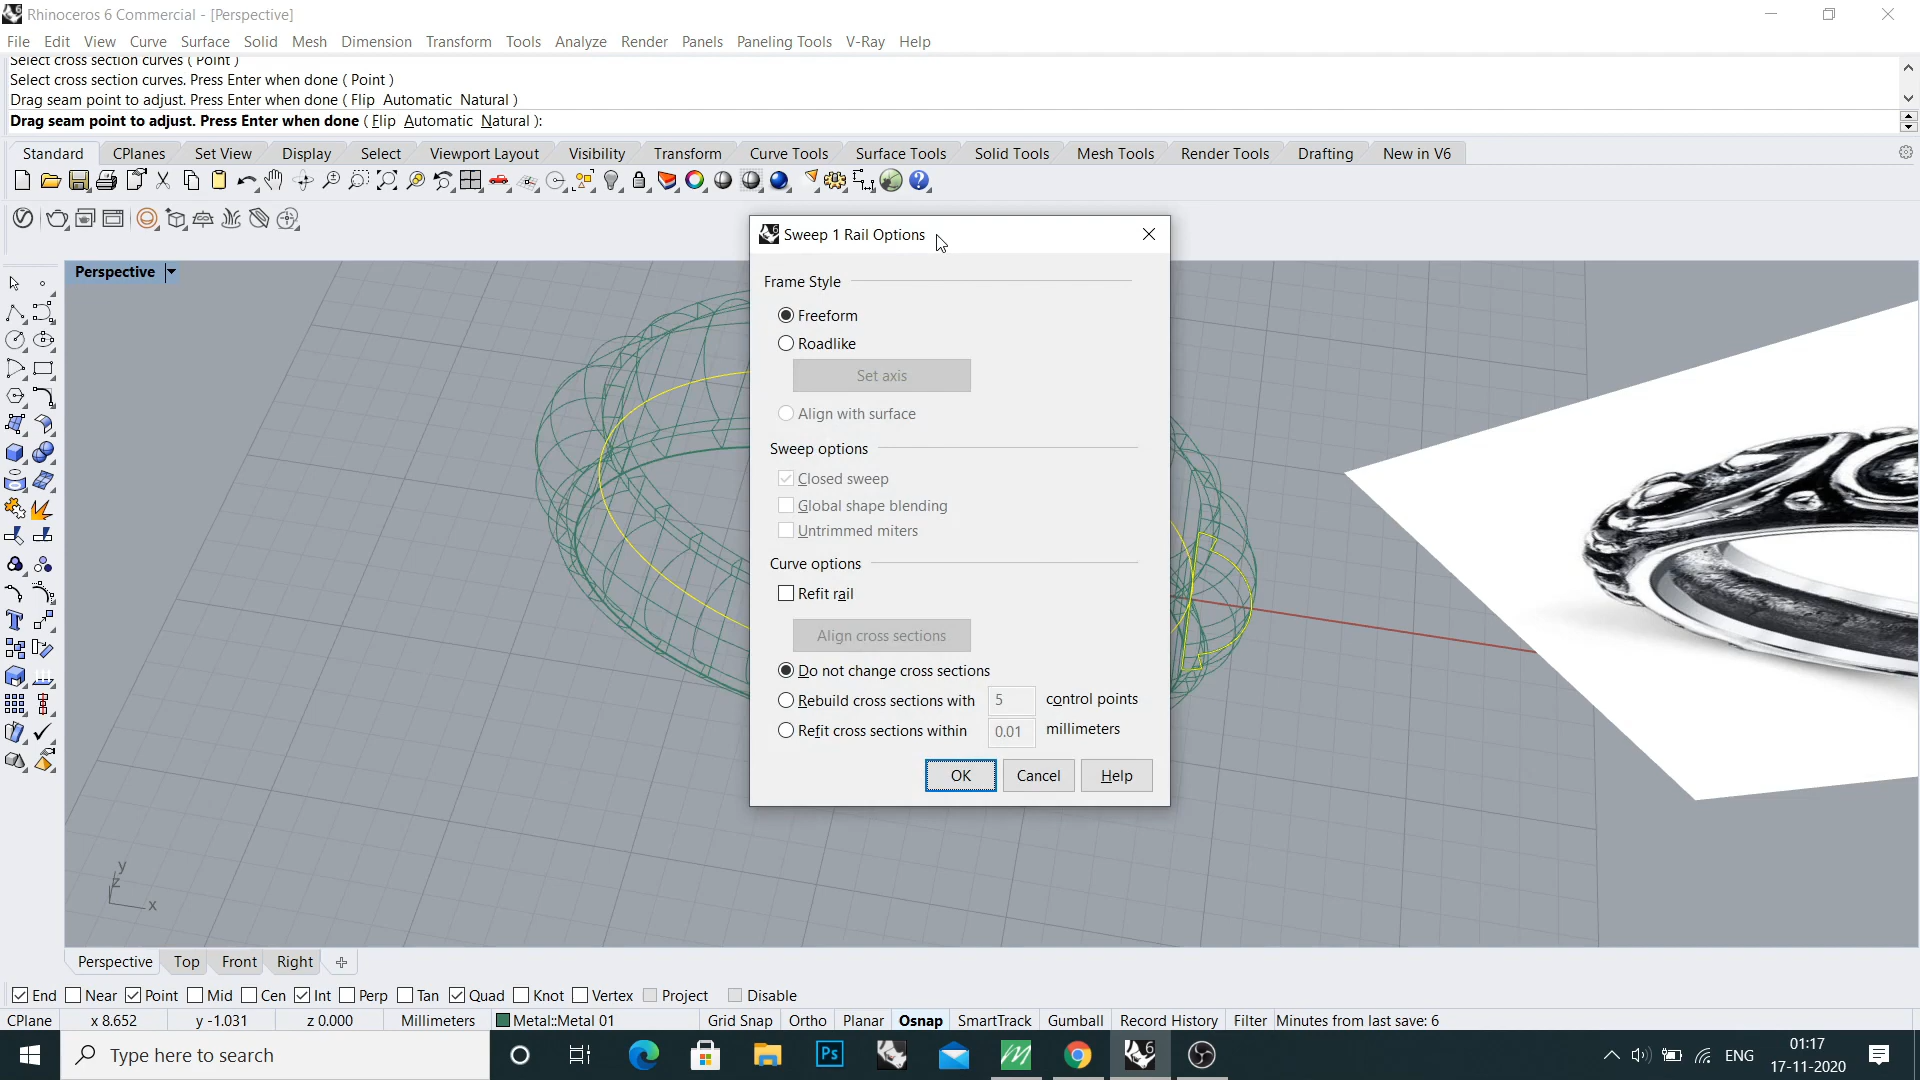 Rhinoceros 6 Commercial - [Perspective]
File Edit View Curve Surface Solid Mesh Dimension Transform Tools Analyze Render Panels Paneling Tools V-Ray Help
Select cross section curves ( Point )
Select cross section curves. Press Enter when done ( Point )
Drag seam point to adjust. Press Enter when done ( Flip Automatic Natural )
Drag seam point to adjust. Press Enter when done ( Flip Automatic Natural ):
Standard CPlanes Set View Display Select Viewport Layout Visibility Transform Curve Tools Surface Tools Solid Tools Mesh Tools Render Tools Drafting New in V6
Perspective
Sweep 1 Rail Options
Frame Style
Freeform
Roadlike
Set axis
Align with surface
Sweep options
Closed sweep
Global shape blending
Untrimmed miters
Curve options
Refit rail
Align cross sections
Do not change cross sections
Rebuild cross sections with 5 control points
Refit cross sections within 0.01 millimeters
OK Cancel Help
y
z
x
Perspective Top Front Right
End Near Point Mid Cen Int Perp Tan Quad Knot Vertex Project Disable
CPlane x 8.652 y -1.031 z 0.000 Millimeters Metal::Metal 01 Grid Snap Ortho Planar Osnap SmartTrack Gumball Record History Filter Minutes from last save: 6
Type here to search
Ps
6
ENG
01:17
17-11-2020